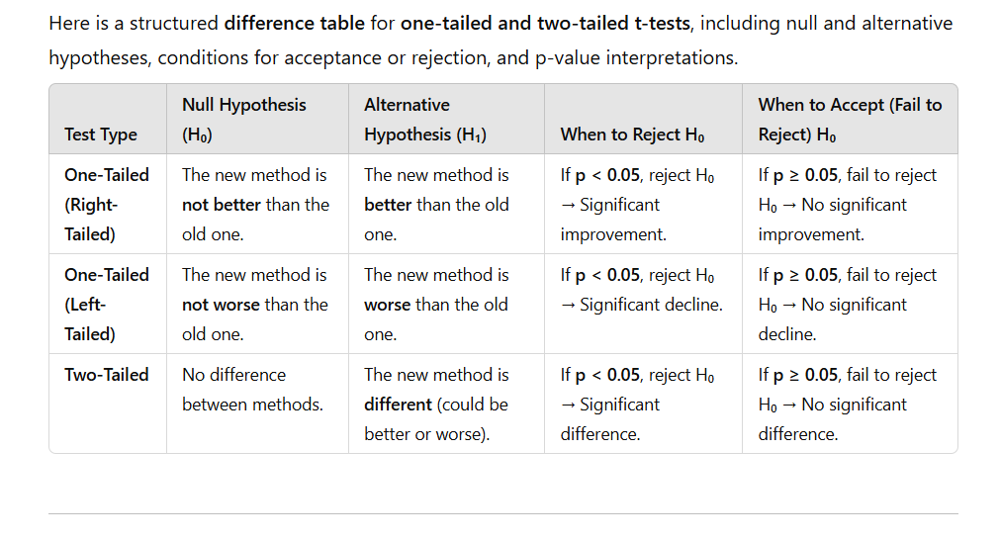 Here is a structured difference table for one-tailed and two-tailed t-tests, including null and alternative
hypotheses, conditions for acceptance or rejection, and p-value interpretations.
Test Type
Null Hypothesis
(H₀)
Alternative
Hypothesis (H₁)
When to Reject H₀
When to Accept (Fail to
Reject) H₀
One-Tailed
(Right-
Tailed)
The new method is
not better than the
old one.
The new method is
better than the old
one.
If p < 0.05, reject H₀
→ Significant
improvement.
If p ≥ 0.05, fail to reject
H₀ → No significant
improvement.
One-Tailed
(Left-
Tailed)
The new method is
not worse than the
old one.
The new method is
worse than the old
one.
If p < 0.05, reject H₀
→ Significant decline.
If p ≥ 0.05, fail to reject
H₀ → No significant
decline.
Two-Tailed
No difference
between methods.
The new method is
different (could be
better or worse).
If p < 0.05, reject H₀
→ Significant
difference.
If p ≥ 0.05, fail to reject
H₀ → No significant
difference.